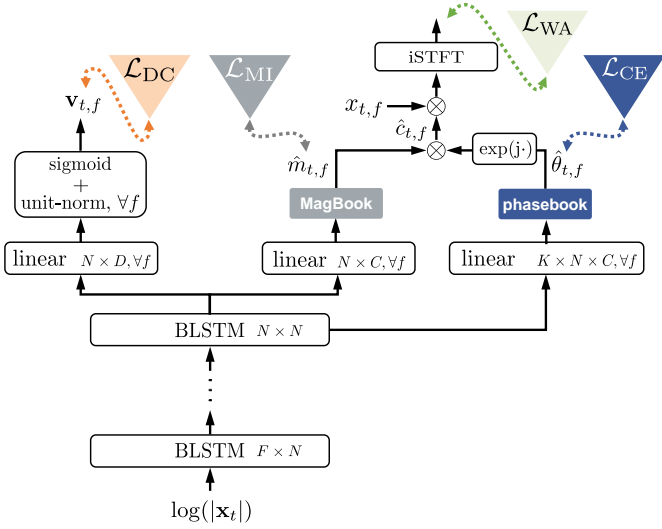 ℒ_DC
ℒ_MI
ℒ_WA
ℒ_CE
iSTFT
𝐯_{t,f}
x_{t,f}
ĉ_{t,f}
exp(j·)
m̂_{t,f}
θ̂_{t,f}
sigmoid
+
unit-norm, ∀f
MagBook
phasebook
linear N × D, ∀f
linear N × C, ∀f
linear K × N × C, ∀f
BLSTM N × N
BLSTM F × N
log(|𝐱_t|)